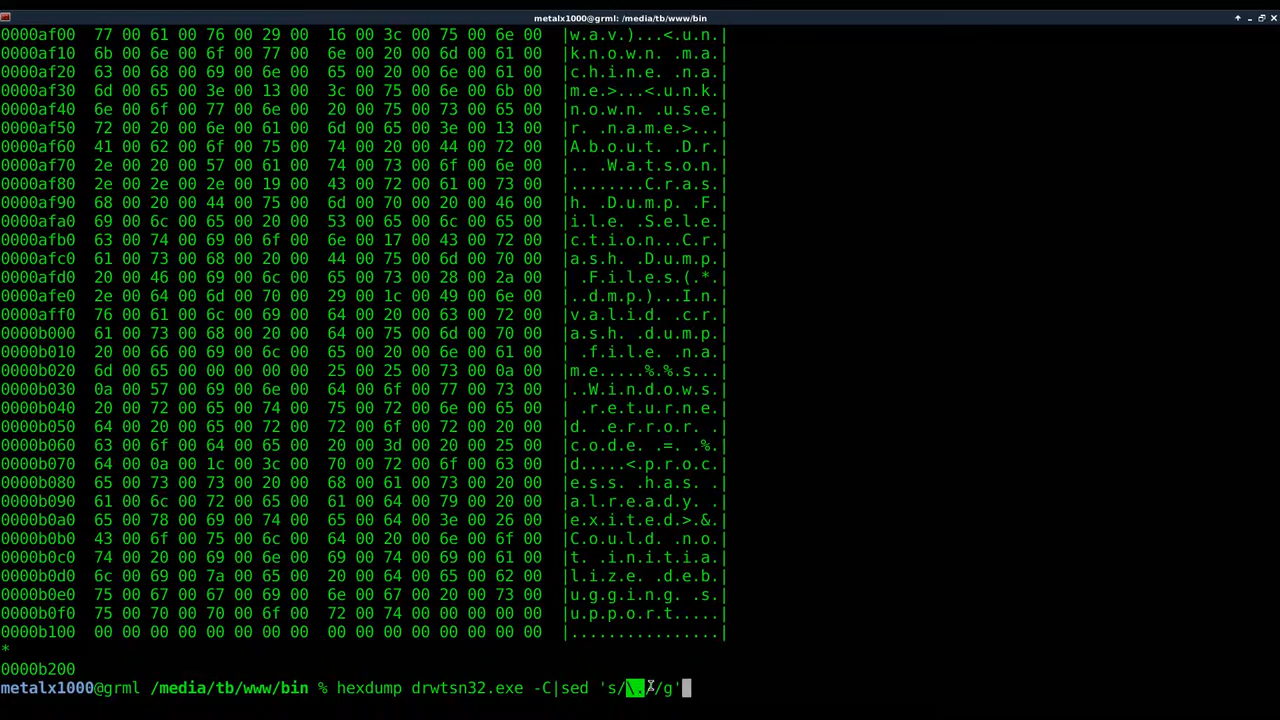 metalx1000@grml: /media/tb/www/bin
0000af00  77 00 61 00 76 00 29 00  16 00 3c 00 75 00 6e 00  |w.a.v.)...<.u.n.|
0000af10  6b 00 6e 00 6f 00 77 00  6e 00 20 00 6d 00 61 00  |k.n.o.w.n. .m.a.|
0000af20  63 00 68 00 69 00 6e 00  65 00 20 00 6e 00 61 00  |c.h.i.n.e. .n.a.|
0000af30  6d 00 65 00 3e 00 13 00  3c 00 75 00 6e 00 6b 00  |m.e.>...<.u.n.k.|
0000af40  6e 00 6f 00 77 00 6e 00  20 00 75 00 73 00 65 00  |n.o.w.n. .u.s.e.|
0000af50  72 00 20 00 6e 00 61 00  6d 00 65 00 3e 00 13 00  |r. .n.a.m.e.>...|
0000af60  41 00 62 00 6f 00 75 00  74 00 20 00 44 00 72 00  |A.b.o.u.t. .D.r.|
0000af70  2e 00 20 00 57 00 61 00  74 00 73 00 6f 00 6e 00  |.. .W.a.t.s.o.n.|
0000af80  2e 00 2e 00 2e 00 19 00  43 00 72 00 61 00 73 00  |........C.r.a.s.|
0000af90  68 00 20 00 44 00 75 00  6d 00 70 00 20 00 46 00  |h. .D.u.m.p. .F.|
0000afa0  69 00 6c 00 65 00 20 00  53 00 65 00 6c 00 65 00  |i.l.e. .S.e.l.e.|
0000afb0  63 00 74 00 69 00 6f 00  6e 00 17 00 43 00 72 00  |c.t.i.o.n...C.r.|
0000afc0  61 00 73 00 68 00 20 00  44 00 75 00 6d 00 70 00  |a.s.h. .D.u.m.p.|
0000afd0  20 00 46 00 69 00 6c 00  65 00 73 00 28 00 2a 00  | .F.i.l.e.s.(.*.|
0000afe0  2e 00 64 00 6d 00 70 00  29 00 1c 00 49 00 6e 00  |..d.m.p.)...I.n.|
0000aff0  76 00 61 00 6c 00 69 00  64 00 20 00 63 00 72 00  |v.a.l.i.d. .c.r.|
0000b000  61 00 73 00 68 00 20 00  64 00 75 00 6d 00 70 00  |a.s.h. .d.u.m.p.|
0000b010  20 00 66 00 69 00 6c 00  65 00 20 00 6e 00 61 00  | .f.i.l.e. .n.a.|
0000b020  6d 00 65 00 00 00 00 00  25 00 25 00 73 00 0a 00  |m.e.....%.%.s...|
0000b030  0a 00 57 00 69 00 6e 00  64 00 6f 00 77 00 73 00  |..W.i.n.d.o.w.s.|
0000b040  20 00 72 00 65 00 74 00  75 00 72 00 6e 00 65 00  | .r.e.t.u.r.n.e.|
0000b050  64 00 20 00 65 00 72 00  72 00 6f 00 72 00 20 00  |d. .e.r.r.o.r. .|
0000b060  63 00 6f 00 64 00 65 00  20 00 3d 00 20 00 25 00  |c.o.d.e. .=. .%.|
0000b070  64 00 0a 00 1c 00 3c 00  70 00 72 00 6f 00 63 00  |d.....<.p.r.o.c.|
0000b080  65 00 73 00 73 00 20 00  68 00 61 00 73 00 20 00  |e.s.s. .h.a.s. .|
0000b090  61 00 6c 00 72 00 65 00  61 00 64 00 79 00 20 00  |a.l.r.e.a.d.y. .|
0000b0a0  65 00 78 00 69 00 74 00  65 00 64 00 3e 00 26 00  |e.x.i.t.e.d.>.&.|
0000b0b0  43 00 6f 00 75 00 6c 00  64 00 20 00 6e 00 6f 00  |C.o.u.l.d. .n.o.|
0000b0c0  74 00 20 00 69 00 6e 00  69 00 74 00 69 00 61 00  |t. .i.n.i.t.i.a.|
0000b0d0  6c 00 69 00 7a 00 65 00  20 00 64 00 65 00 62 00  |l.i.z.e. .d.e.b.|
0000b0e0  75 00 67 00 67 00 69 00  6e 00 67 00 20 00 73 00  |u.g.g.i.n.g. .s.|
0000b0f0  75 00 70 00 70 00 6f 00  72 00 74 00 00 00 00 00  |u.p.p.o.r.t.....|
0000b100  00 00 00 00 00 00 00 00  00 00 00 00 00 00 00 00  |................|
*
0000b200
metalx1000@grml /media/tb/www/bin % hexdump drwtsn32.exe -C|sed 's/\.//g'